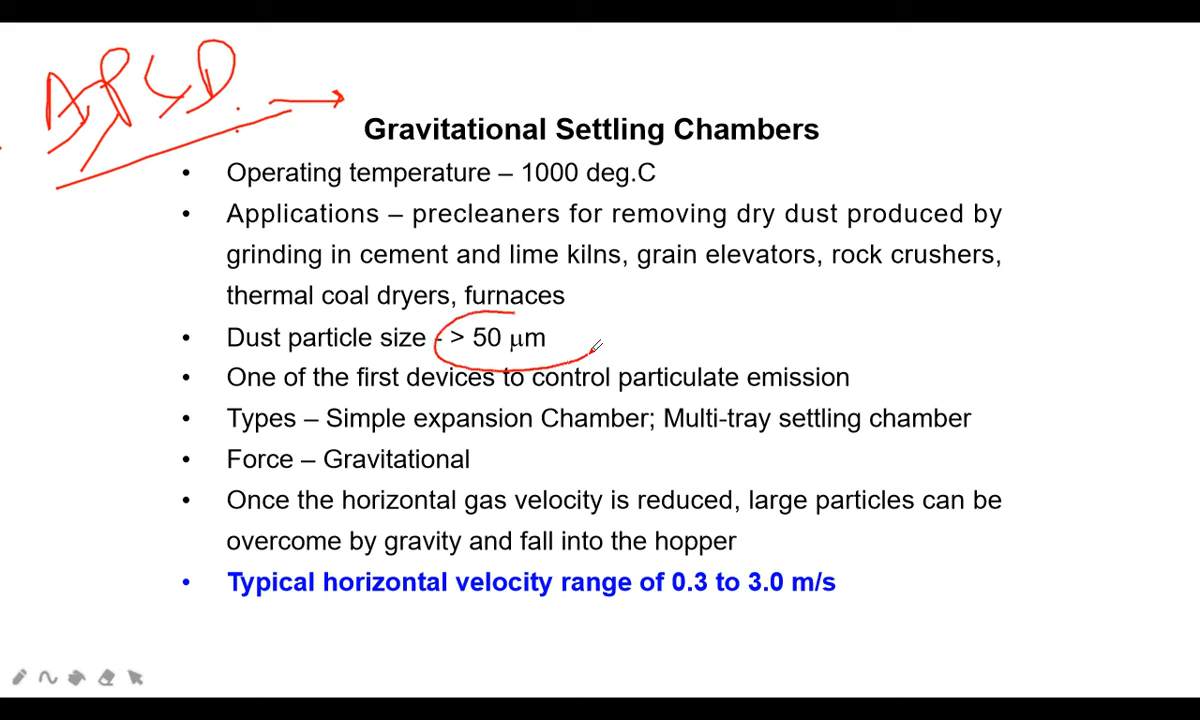 APCD
Gravitational Settling Chambers
• Operating temperature – 1000 deg.C
• Applications – precleaners for removing dry dust produced by
grinding in cement and lime kilns, grain elevators, rock crushers,
thermal coal dryers, furnaces
• Dust particle size - > 50 μm
• One of the first devices to control particulate emission
• Types – Simple expansion Chamber; Multi-tray settling chamber
• Force – Gravitational
• Once the horizontal gas velocity is reduced, large particles can be
overcome by gravity and fall into the hopper
• Typical horizontal velocity range of 0.3 to 3.0 m/s